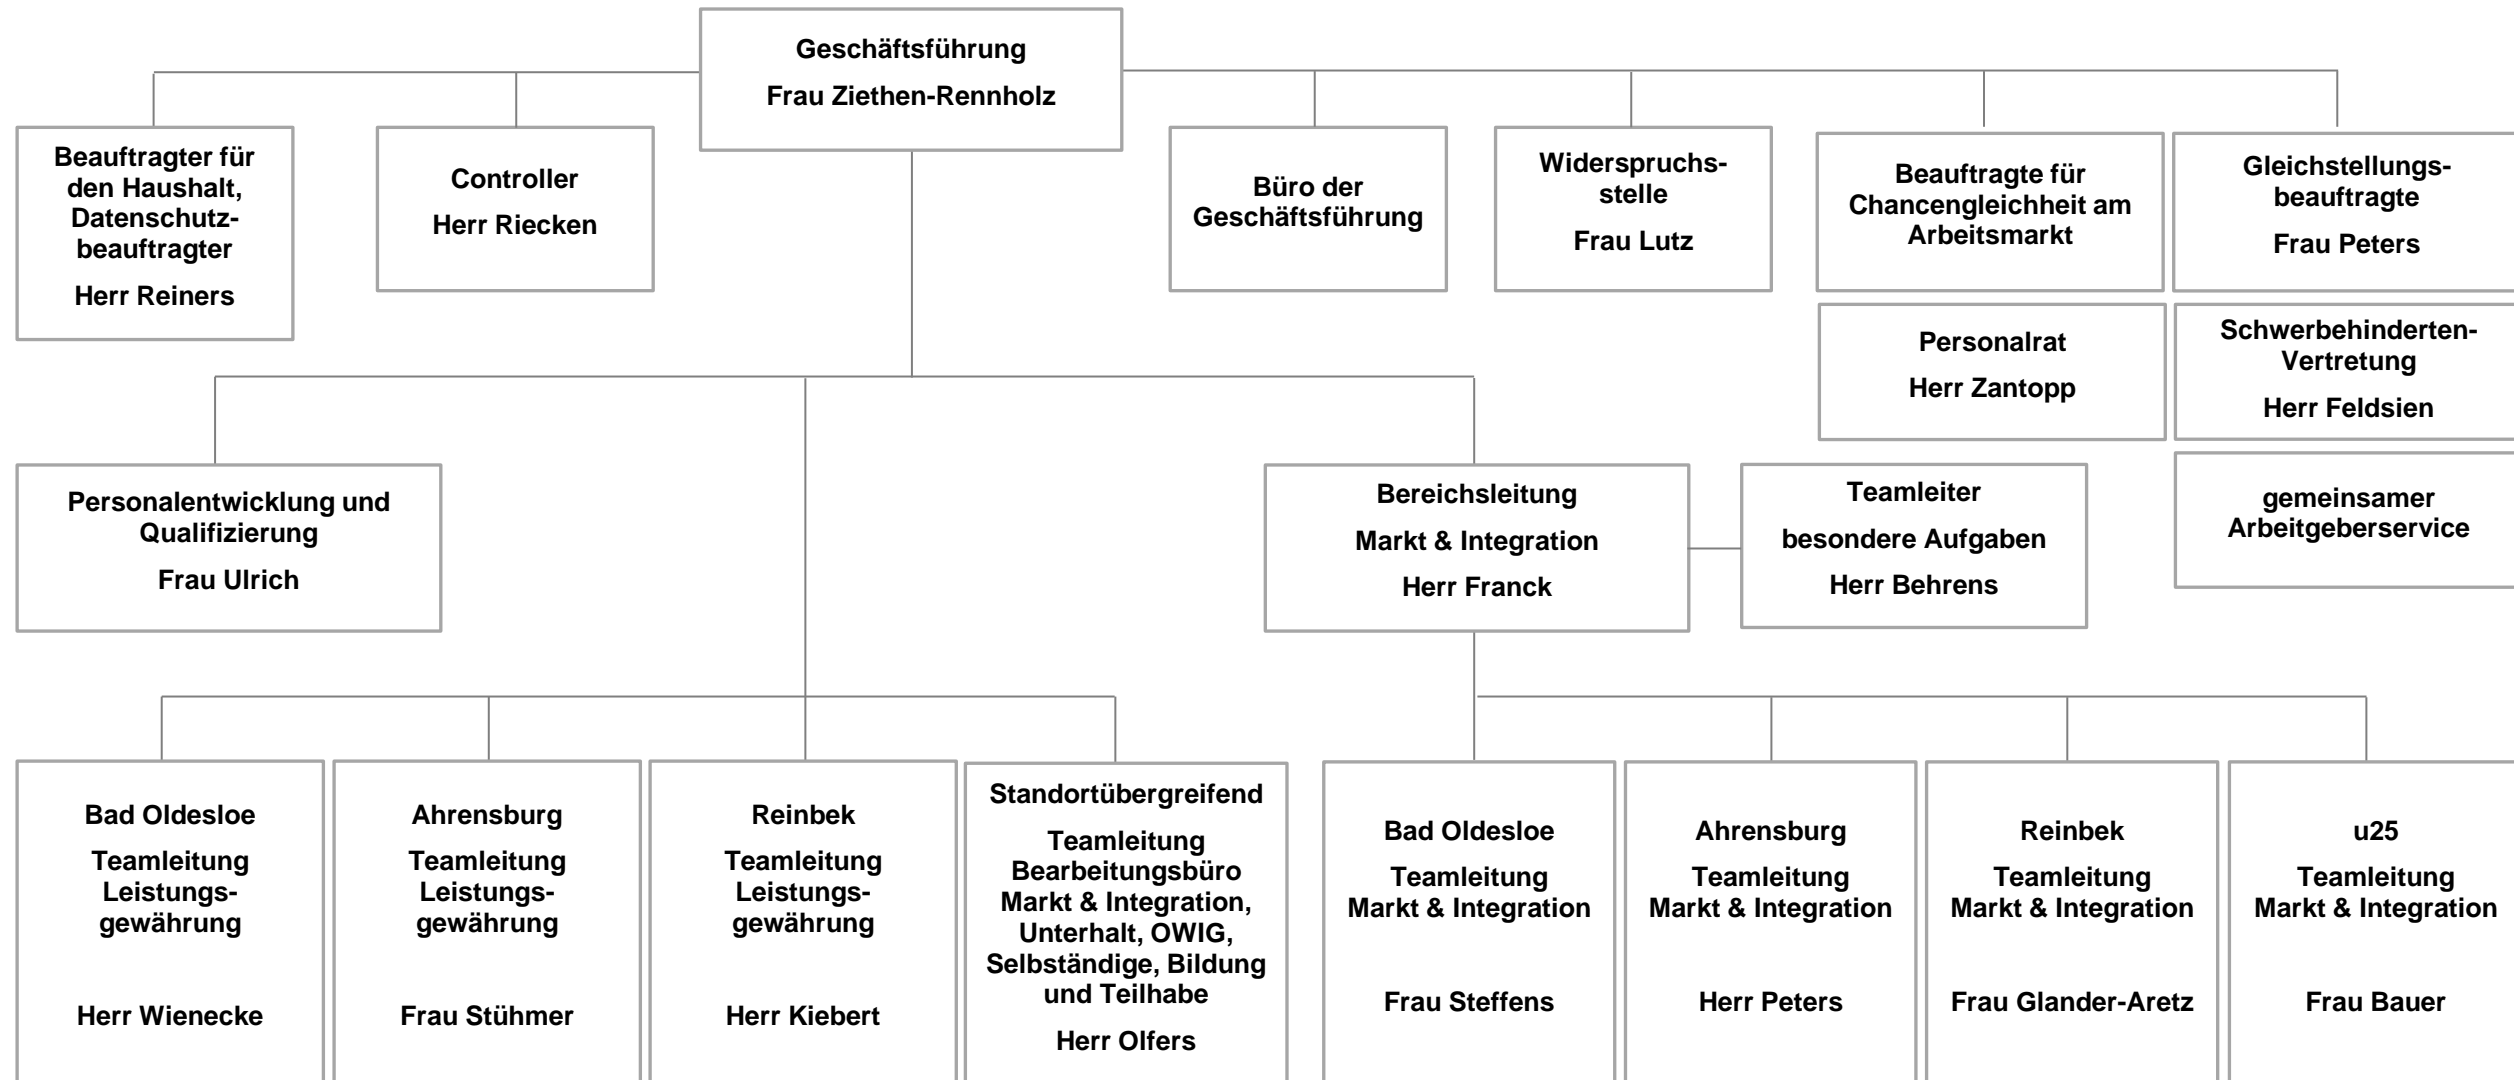 Geschäftsführung
Frau Ziethen-Rennholz
Beauftragter für
den Haushalt,
Datenschutz-
beauftragter
Herr Reiners
Controller
Herr Riecken
Büro der
Geschäftsführung
Widerspruchs-
stelle
Frau Lutz
Beauftragte für
Chancengleichheit am
Arbeitsmarkt
Gleichstellungs-
beauftragte
Frau Peters
Personalrat
Herr Zantopp
Schwerbehinderten-
Vertretung
Herr Feldsien
Personalentwicklung und
Qualifizierung
Frau Ulrich
Bereichsleitung
Markt & Integration
Herr Franck
Teamleiter
besondere Aufgaben
Herr Behrens
gemeinsamer
Arbeitgeberservice
Bad Oldesloe
Teamleitung
Leistungs-
gewährung
Herr Wienecke
Ahrensburg
Teamleitung
Leistungs-
gewährung
Frau Stühmer
Reinbek
Teamleitung
Leistungs-
gewährung
Herr Kiebert
Standortübergreifend
Teamleitung
Bearbeitungsbüro
Markt & Integration,
Unterhalt, OWIG,
Selbständige, Bildung
und Teilhabe
Herr Olfers
Bad Oldesloe
Teamleitung
Markt & Integration
Frau Steffens
Ahrensburg
Teamleitung
Markt & Integration
Herr Peters
Reinbek
Teamleitung
Markt & Integration
Frau Glander-Aretz
u25
Teamleitung
Markt & Integration
Frau Bauer